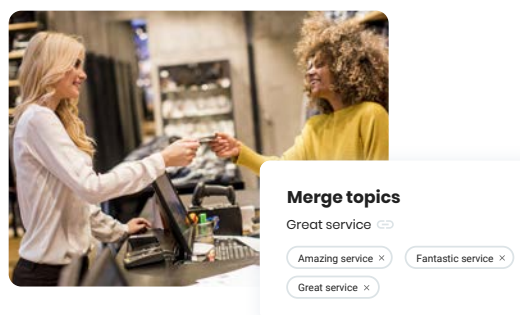 Merge topics
Great service
Amazing service × Fantastic service ×
Great service ×